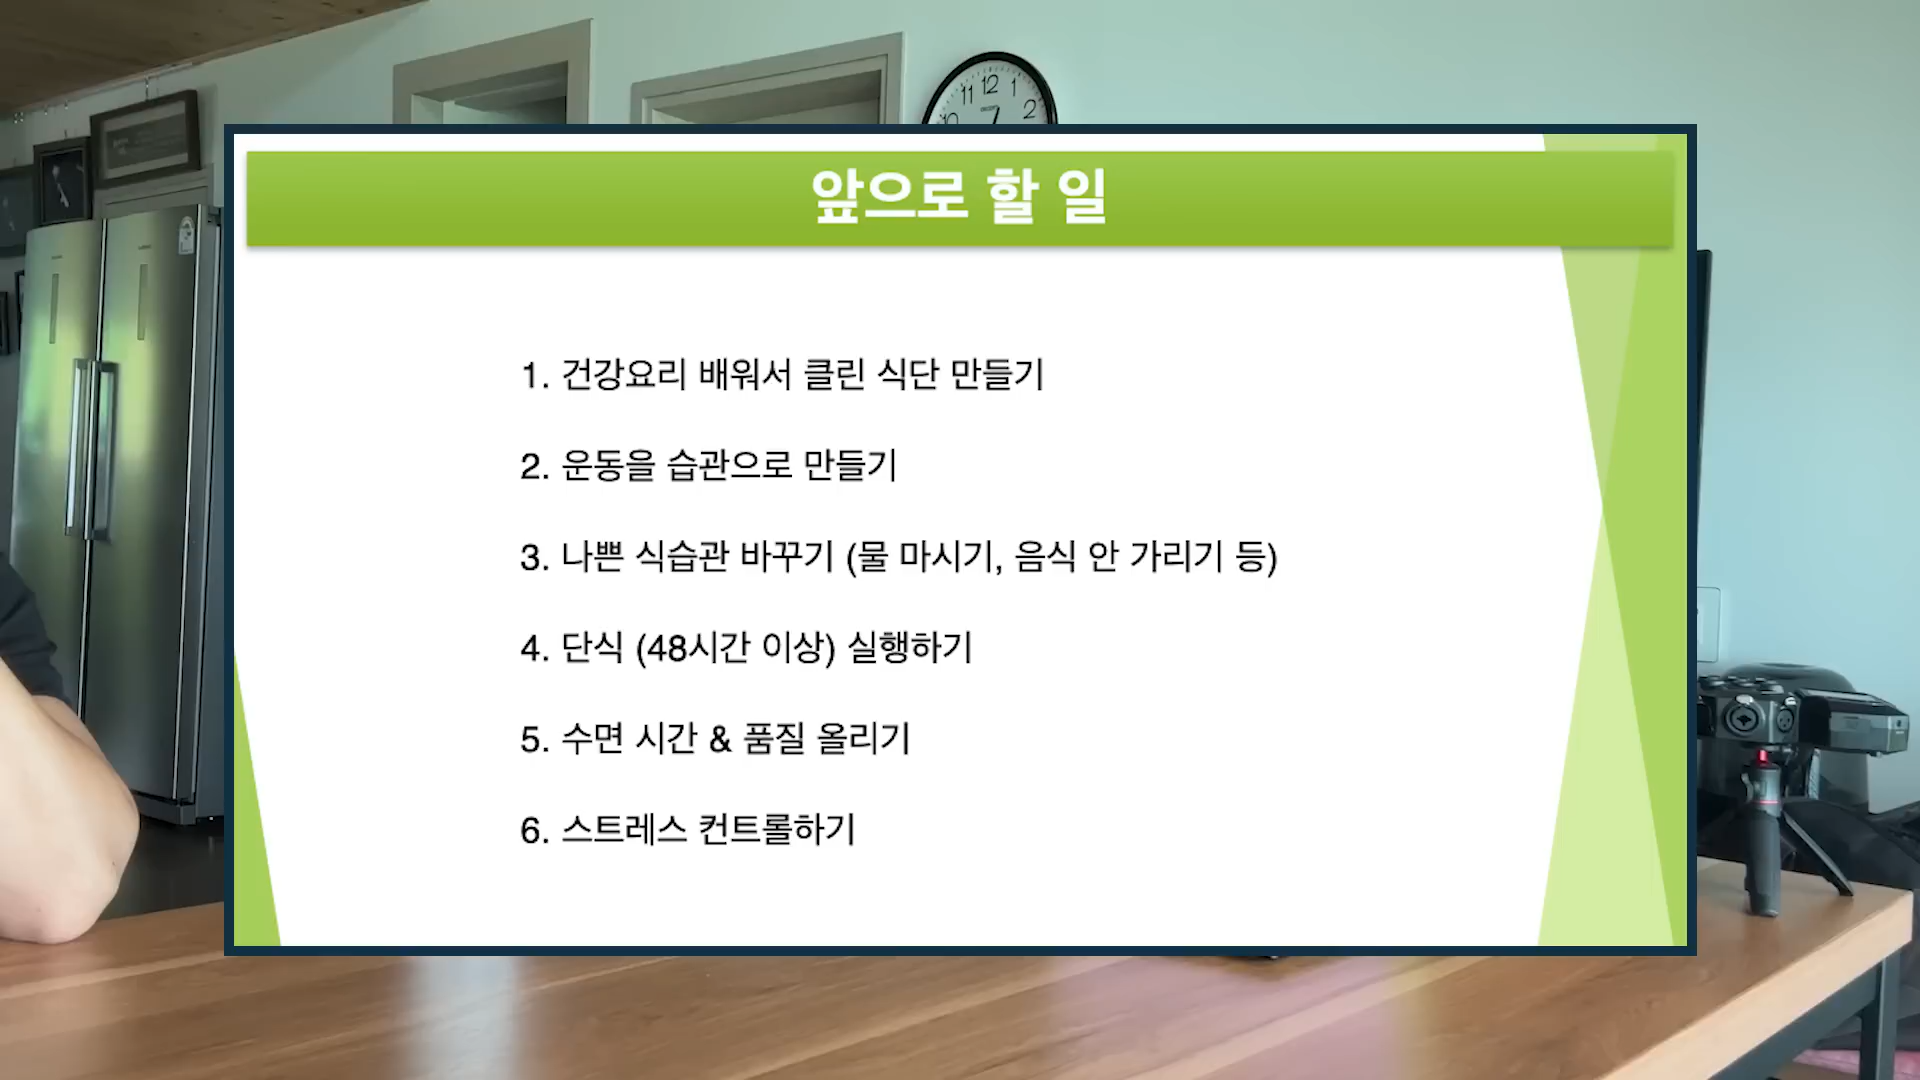 11 12 1
2
앞으로 할 일
1. 건강요리 배워서 클린 식단 만들기
2. 운동을 습관으로 만들기
3. 나쁜 식습관 바꾸기 (물 마시기, 음식 안 가리기 등)
4. 단식 (48시간 이상) 실행하기
5. 수면 시간 & 품질 올리기
6. 스트레스 컨트롤하기